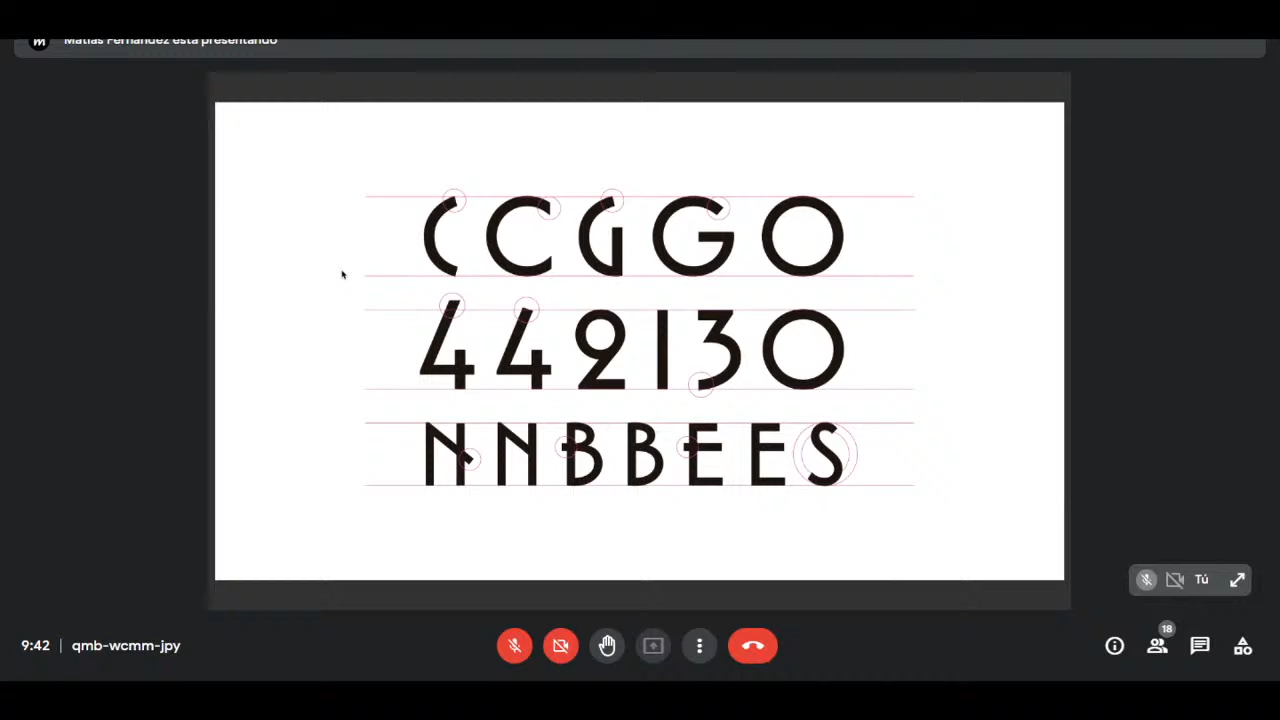 m Matías Fernández está presentando
CCGGO
442130
NNBBEES
Tú
9:42 | qmb-wcmm-jpy
18